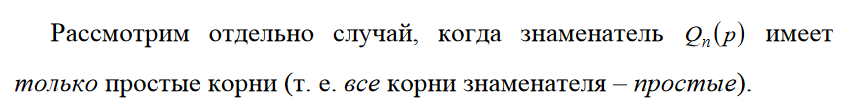 Рассмотрим отдельно случай, когда знаменатель Qₙ(p) имеет
только простые корни (т. е. все корни знаменателя – простые).